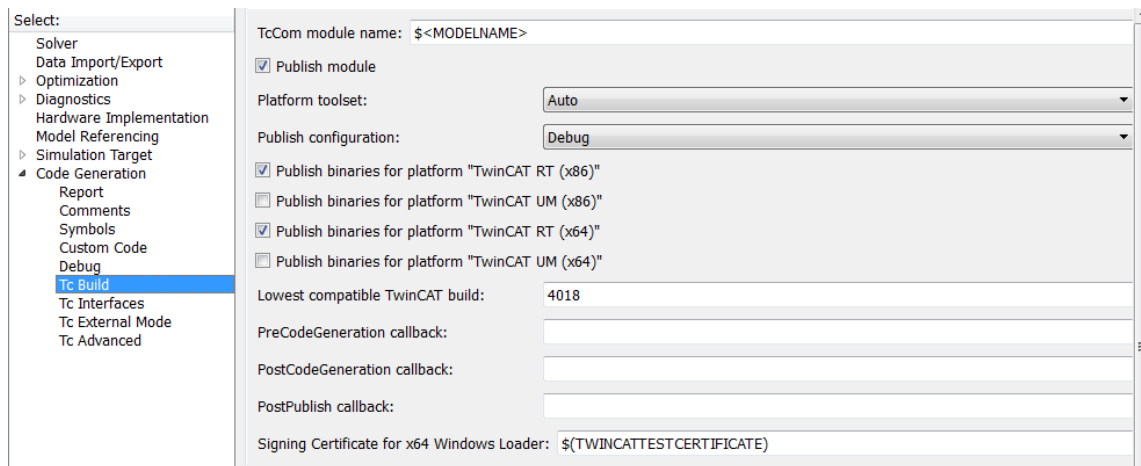 Select:
Solver
Data Import/Export
Optimization
Diagnostics
Hardware Implementation
Model Referencing
Simulation Target
Code Generation
Report
Comments
Symbols
Custom Code
Debug
Tc Build
Tc Interfaces
Tc External Mode
Tc Advanced
TcCom module name: $<MODELNAME>
Publish module
Platform toolset: Auto
Publish configuration: Debug
Publish binaries for platform "TwinCAT RT (x86)"
Publish binaries for platform "TwinCAT UM (x86)"
Publish binaries for platform "TwinCAT RT (x64)"
Publish binaries for platform "TwinCAT UM (x64)"
Lowest compatible TwinCAT build: 4018
PreCodeGeneration callback:
PostCodeGeneration callback:
PostPublish callback:
Signing Certificate for x64 Windows Loader: $(TWINCATTESTCERTIFICATE)